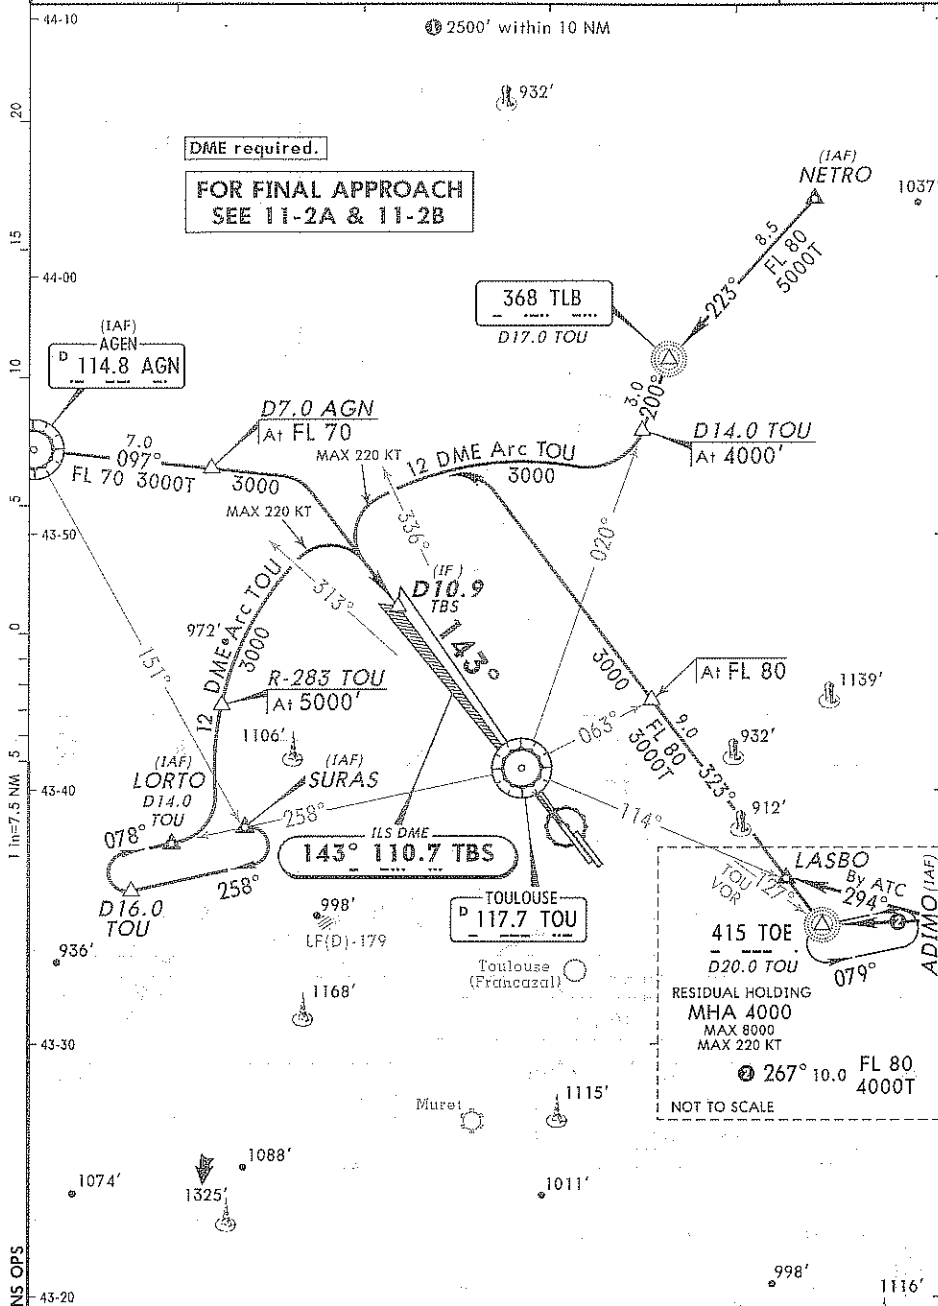 44-10
① 2500' within 10 NM
932'
DME required.
FOR FINAL APPROACH
SEE 11-2A & 11-2B
(IAF)
NETRO
1037'
20
15
10
5
0
5
1 in=7.5 NM
8.5
FL 80
5000T
223°
44-00
368 TLB
D17.0 TOU
3.0
200°
(IAF)
AGEN
D 114.8 AGN
D7.0 AGN
At FL 70
MAX 220 KT
12 DME Arc TOU
3000
D14.0 TOU
At 4000'
7.0
097°
FL 70 3000T
3000
MAX 220 KT
336°
020°
43-50
313°
(IF)
D10.9
TBS
143°
12 DME Arc TOU
3000
972'
151°
R-283 TOU
At 5000'
3000
At FL 80
063°
9.0
FL 80
3000T
323°
1139'
932'
1106'
912'
43-40
(IAF)
LORTO
D14.0
TOU
(IAF)
SURAS
258°
114°
078°
258°
D16.0
TOU
ILS DME
143° 110.7 TBS
TOULOUSE
D 117.7 TOU
LASBO
By ATC
294°
ADIMO (IAF)
TOU
VOR
127°
415 TOE
D20.0 TOU
079°
RESIDUAL HOLDING
MHA 4000
MAX 8000
MAX 220 KT
② 267° 10.0 FL 80
4000T
NOT TO SCALE
998'
LF(D)-179
936'
Toulouse
(Francazal)
1168'
43-30
1115'
Muret
1088'
1074'
1325'
1011'
998'
1116'
43-20
NS OPS